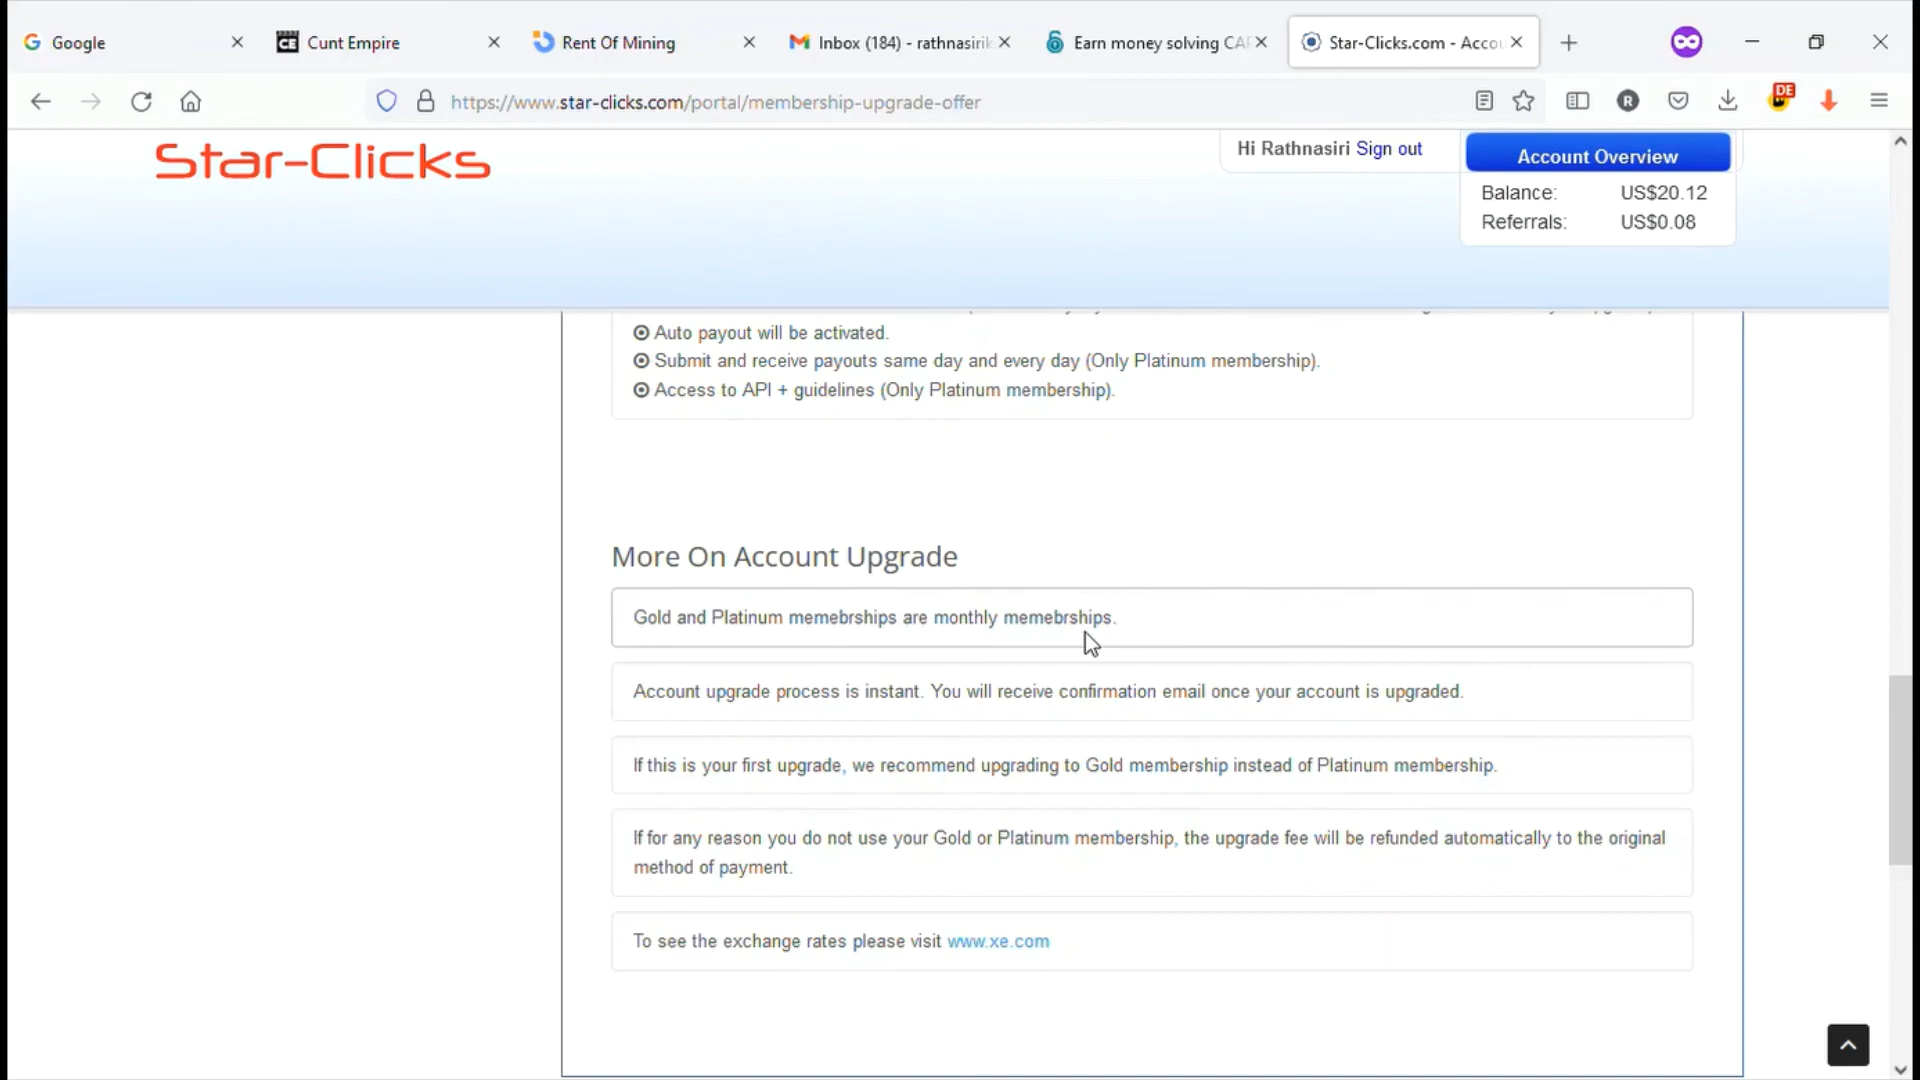 Google
Cunt Empire
Rent Of Mining
Inbox (184) - rathnasirik
Earn money solving CAP
Star-Clicks.com - Accou
https://www.star-clicks.com/portal/membership-upgrade-offer
R
DE
Star-Clicks
Hi Rathnasiri Sign out
Account Overview
Balance: US$20.12
Referrals: US$0.08
Auto payout will be activated.
Submit and receive payouts same day and every day (Only Platinum membership).
Access to API + guidelines (Only Platinum membership).
More On Account Upgrade
Gold and Platinum memebrships are monthly memebrships.
Account upgrade process is instant. You will receive confirmation email once your account is upgraded.
If this is your first upgrade, we recommend upgrading to Gold membership instead of Platinum membership.
If for any reason you do not use your Gold or Platinum membership, the upgrade fee will be refunded automatically to the original
method of payment.
To see the exchange rates please visit www.xe.com